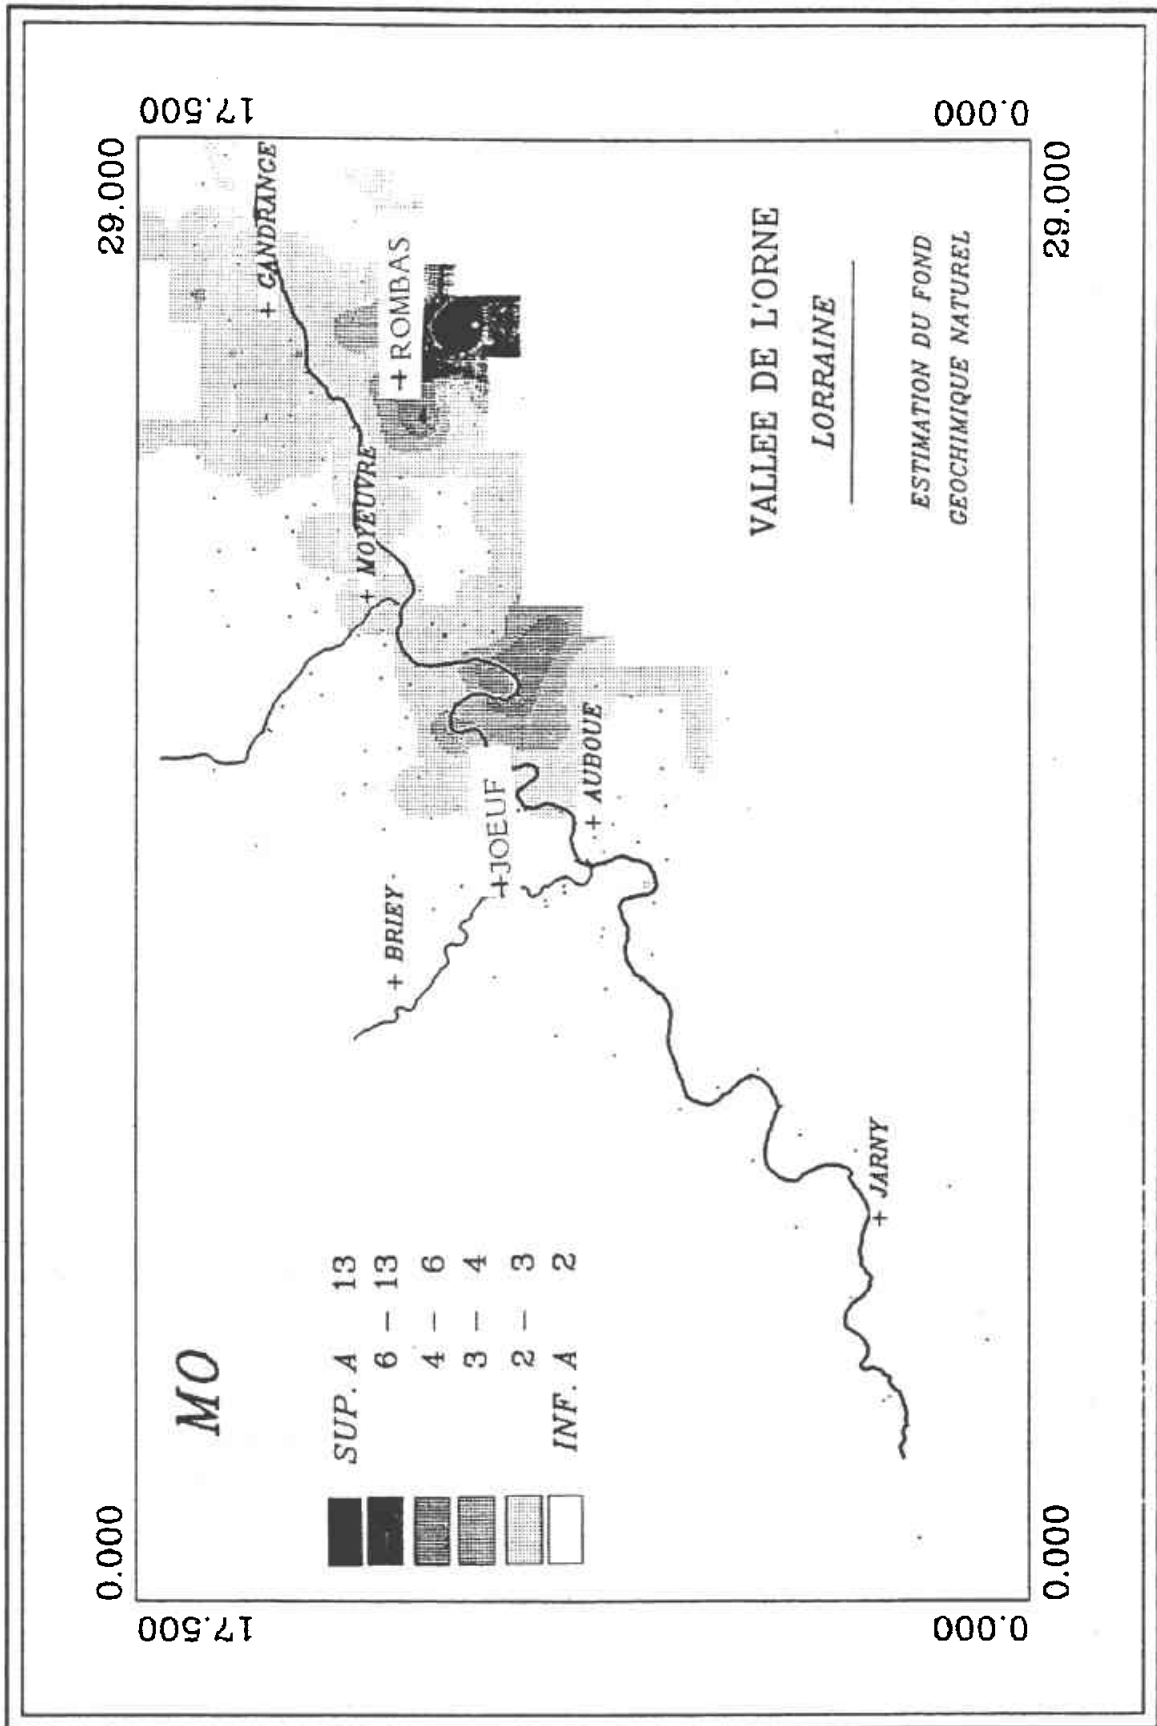 MO
SUP. A 13
6 - 13
4 - 6
3 - 4
2 - 3
INF. A 2
0.000
29.000
17.500
17.500
+ GANDRANGE
+ ROMBAS
+ MOYEUVRE
+ BRIEY
+ JOEUF
+ AUBOUE
+ JARNY
VALLEE DE L'ORNE
LORRAINE
ESTIMATION DU FOND
GEOCHIMIQUE NATUREL
0.000
0.000
0.000
29.000